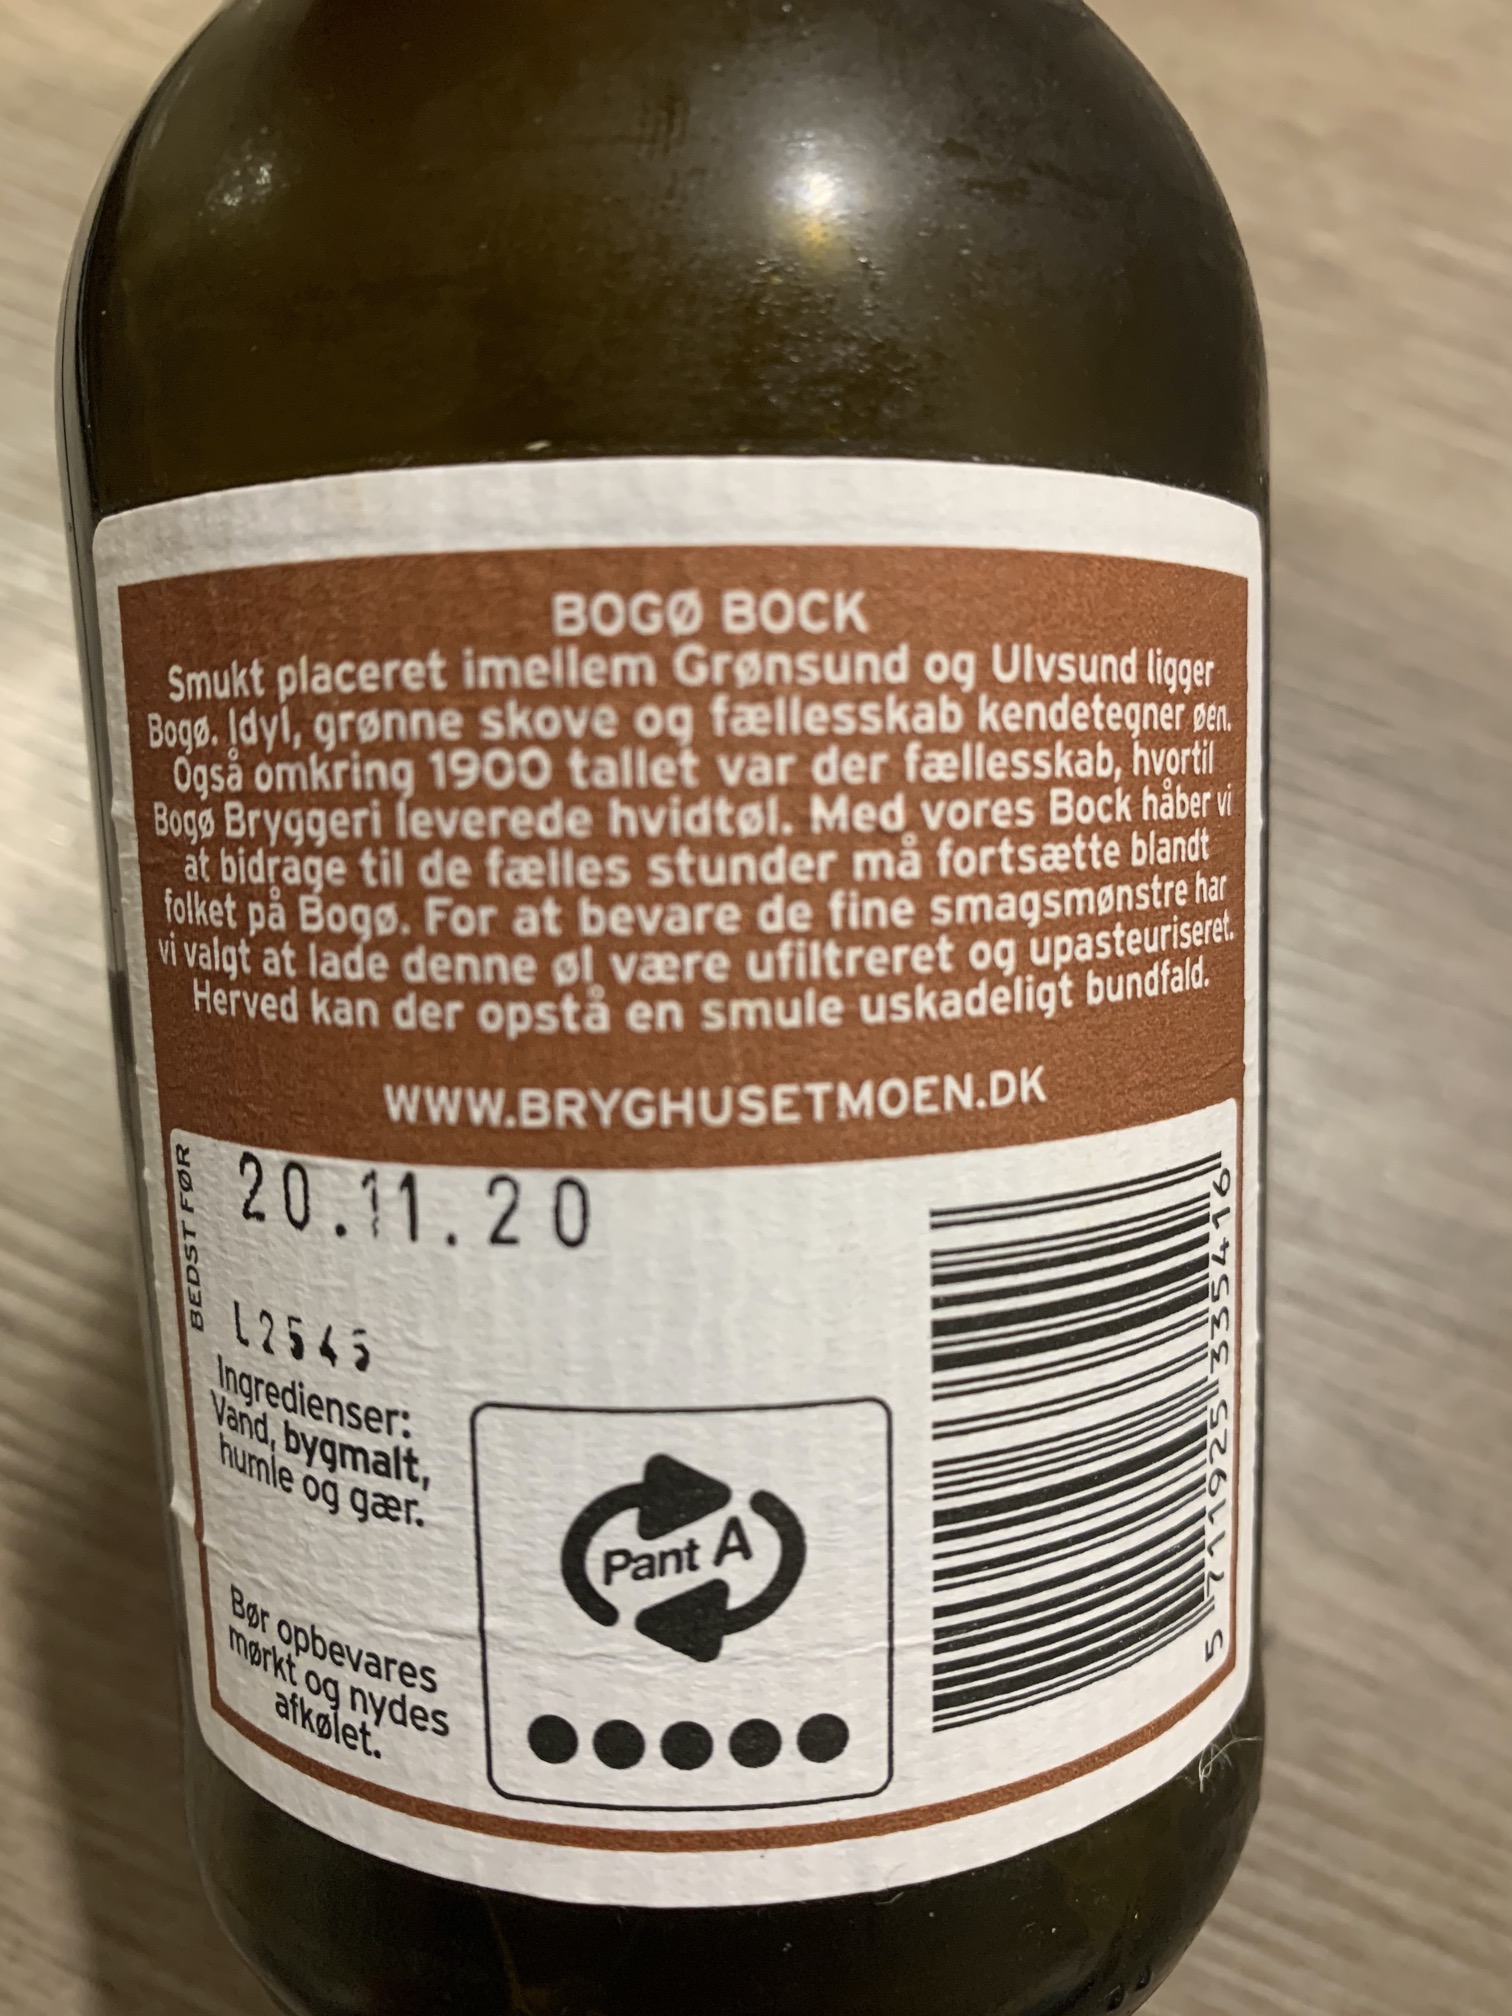 BOGØ BOCK
Smukt placeret imellem Grønsund og Ulvsund ligger
Bogø. Idyl, grønne skove og fællesskab kendetegner øen.
Også omkring 1900 tallet var der fællesskab, hvortil
Bogø Bryggeri leverede hvidtøl. Med vores Bock håber vi
at bidrage til de fælles stunder må fortsætte blandt
folket på Bogø. For at bevare de fine smagsmønstre har
vi valgt at lade denne øl være ufiltreret og upasteuriseret.
Herved kan der opstå en smule uskadeligt bundfald.
WWW.BRYGHUSETMOEN.DK
BEDST FØR
20.11.20
L2545
Ingredienser:
Vand, bygmalt,
humle og gær.
Bør opbevares
mørkt og nydes
afkølet.
Pant A
5 711925 335416